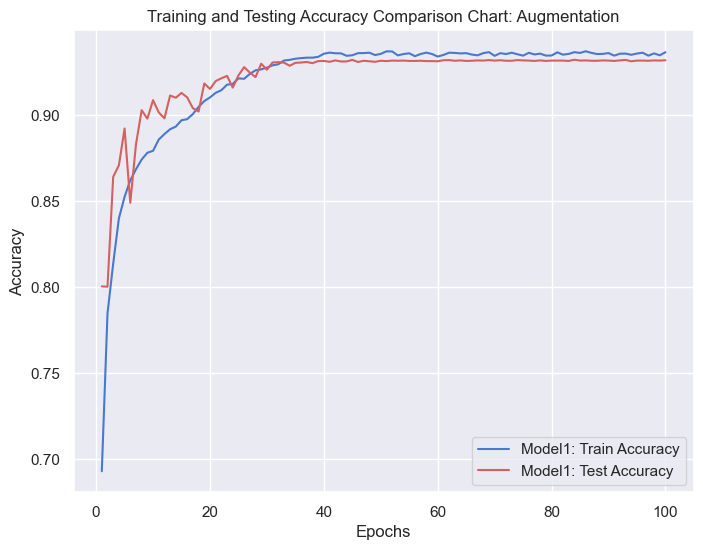 Training and Testing Accuracy Comparison Chart: Augmentation
Accuracy
0.90
0.85
0.80
0.75
0.70
0 20 40 60 80 100
Epochs
Model1: Train Accuracy
Model1: Test Accuracy